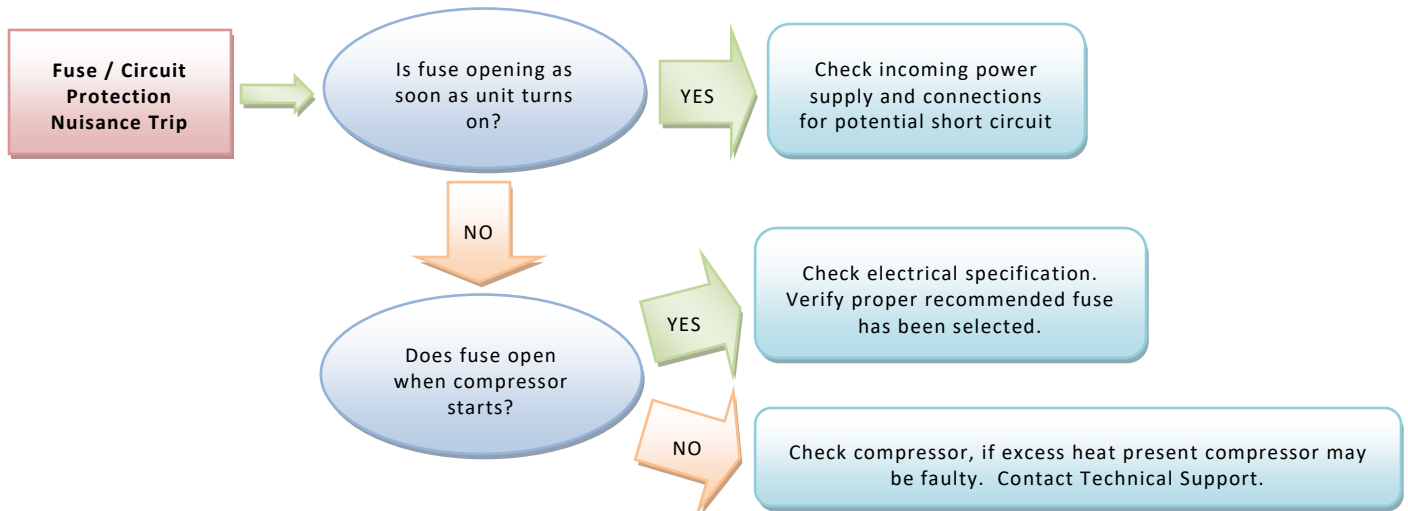 Fuse / Circuit
Protection
Nuisance Trip
Is fuse opening as
soon as unit turns
on?
YES
Check incoming power
supply and connections
for potential short circuit
NO
Does fuse open
when compressor
starts?
YES
Check electrical specification.
Verify proper recommended fuse
has been selected.
NO
Check compressor, if excess heat present compressor may
be faulty. Contact Technical Support.